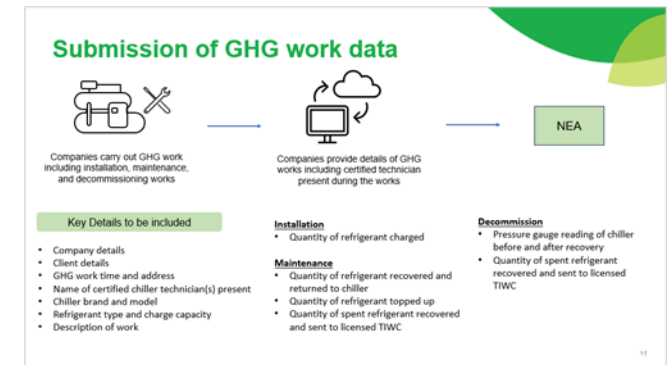 Submission of GHG work data
Companies carry out GHG work
including installation, maintenance,
and decommissioning works
Companies provide details of GHG
works including certified technician
present during the works
NEA
Key Details to be included
• Company details
• Client details
• GHG work time and address
• Name of certified chiller technician(s) present
• Chiller brand and model
• Refrigerant type and charge capacity
• Description of work
Installation
• Quantity of refrigerant charged
Maintenance
• Quantity of refrigerant recovered and
returned to chiller
• Quantity of refrigerant topped up
• Quantity of spent refrigerant recovered
and sent to licensed TIWC
Decommission
• Pressure gauge reading of chiller
before and after recovery
• Quantity of spent refrigerant
recovered and sent to licensed
TIWC
11